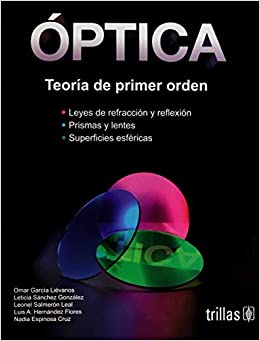 ÓPTICA
Teoría de primer orden
• Leyes de refracción y reflexión
• Prismas y lentes
• Superficies esféricas
Omar García Liévanos
Leticia Sánchez González
Leonel Salmerón Leal
Luis A. Hernández Flores
Nadia Espinosa Cruz
trillas